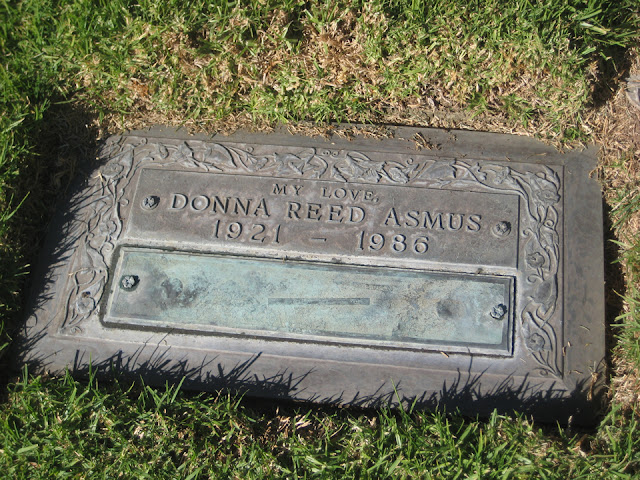 MY LOVE,
DONNA REED ASMUS
1921 – 1986